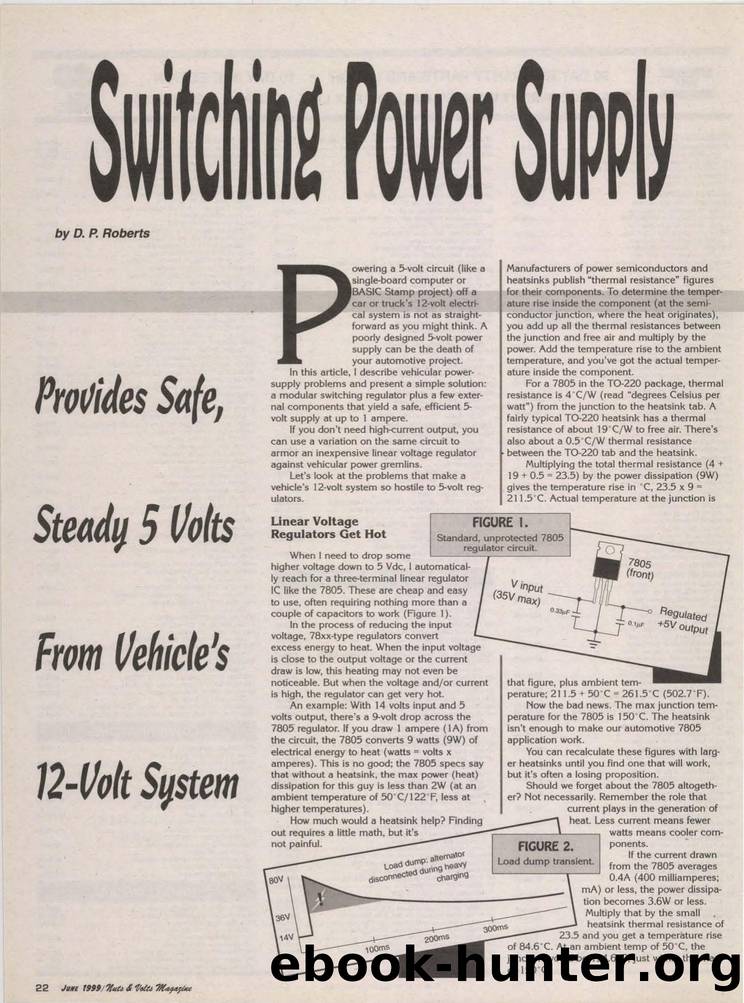 Switching Power Supply
by D. P. Roberts
Provides Safe,
Steady 5 Volts
From Vehicle's
12-Volt System
Powering a 5-volt circuit (like a
single-board computer or
BASIC Stamp project) off a
car or truck's 12-volt electri-
cal system is not as straight-
forward as you might think. A
poorly designed 5-volt power
supply can be the death of
your automotive project.
In this article, I describe vehicular power-
supply problems and present a simple solution:
a modular switching regulator plus a few exter-
nal components that yield a safe, efficient 5-
volt supply at up to 1 ampere.
If you don't need high-current output, you
can use a variation on the same circuit to
armor an inexpensive linear voltage regulator
against vehicular power gremlins.
Let's look at the problems that make a
vehicle's 12-volt system so hostile to 5-volt reg-
ulators.
Linear Voltage
Regulators Get Hot
When I need to drop some
higher voltage down to 5 Vdc, I automatical-
ly reach for a three-terminal linear regulator
IC like the 7805. These are cheap and easy
to use, often requiring nothing more than a
couple of capacitors to work (Figure 1).
In the process of reducing the input
voltage, 78xx-type regulators convert
excess energy to heat. When the input voltage
is close to the output voltage or the current
draw is low, this heating may not even be
noticeable. But when the voltage and/or current
is high, the regulator can get very hot.
An example: With 14 volts input and 5
volts output, there's a 9-volt drop across the
7805 regulator. If you draw 1 ampere (1A) from
the circuit, the 7805 converts 9 watts (9W) of
electrical energy to heat (watts = volts x
amperes). This is no good; the 7805 specs say
that without a heatsink, the max power (heat)
dissipation for this guy is less than 2W (at an
ambient temperature of 50°C/122°F, less at
higher temperatures).
How much would a heatsink help? Finding
out requires a little math, but it's
not painful.
Manufacturers of power semiconductors and
heatsinks publish "thermal resistance" figures
for their components. To determine the temper-
ature rise inside the component (at the semi-
conductor junction, where the heat originates),
you add up all the thermal resistances between
the junction and free air and multiply by the
power. Add the temperature rise to the ambient
temperature, and you've got the actual temper-
ature inside the component.
For a 7805 in the TO-220 package, thermal
resistance is 4°C/W (read "degrees Celsius per
watt") from the junction to the heatsink tab. A
fairly typical TO-220 heatsink has a thermal
resistance of about 19°C/W to free air. There's
also about a 0.5°C/W thermal resistance
between the TO-220 tab and the heatsink.
Multiplying the total thermal resistance (4 +
19 + 0.5 = 23.5) by the power dissipation (9W)
gives the temperature rise in °C, 23.5 x 9 =
211.5°C. Actual temperature at the junction is
FIGURE 1.
Standard, unprotected 7805
regulator circuit.
7805
(front)
V input
(35V max)
0.33µF
0.1µF
Regulated
+5V output
that figure, plus ambient tem-
perature; 211.5 + 50°C = 261.5°C (502.7°F).
Now the bad news. The max junction tem-
perature for the 7805 is 150°C. The heatsink
isn't enough to make our automotive 7805
application work.
You can recalculate these figures with larg-
er heatsinks until you find one that will work,
but it's often a losing proposition.
Should we forget about the 7805 altogeth-
er? Not necessarily. Remember the role that
current plays in the generation of
heat. Less current means fewer
watts means cooler com-
ponents.
If the current drawn
from the 7805 averages
0.4A (400 milliamperes;
mA) or less, the power dissipa-
tion becomes 3.6W or less.
Multiply that by the small
heatsink thermal resistance of
23.5 and you get a temperature rise
of 84.6°C. At an ambient temp of 50°C, the
FIGURE 2.
Load dump transient.
Load dump; alternator
disconnected during heavy
charging
80V
36V
14V
100ms
200ms
300ms
22 JUNE 1999/Nuts & Volts Magazine
ebook-hunter.org